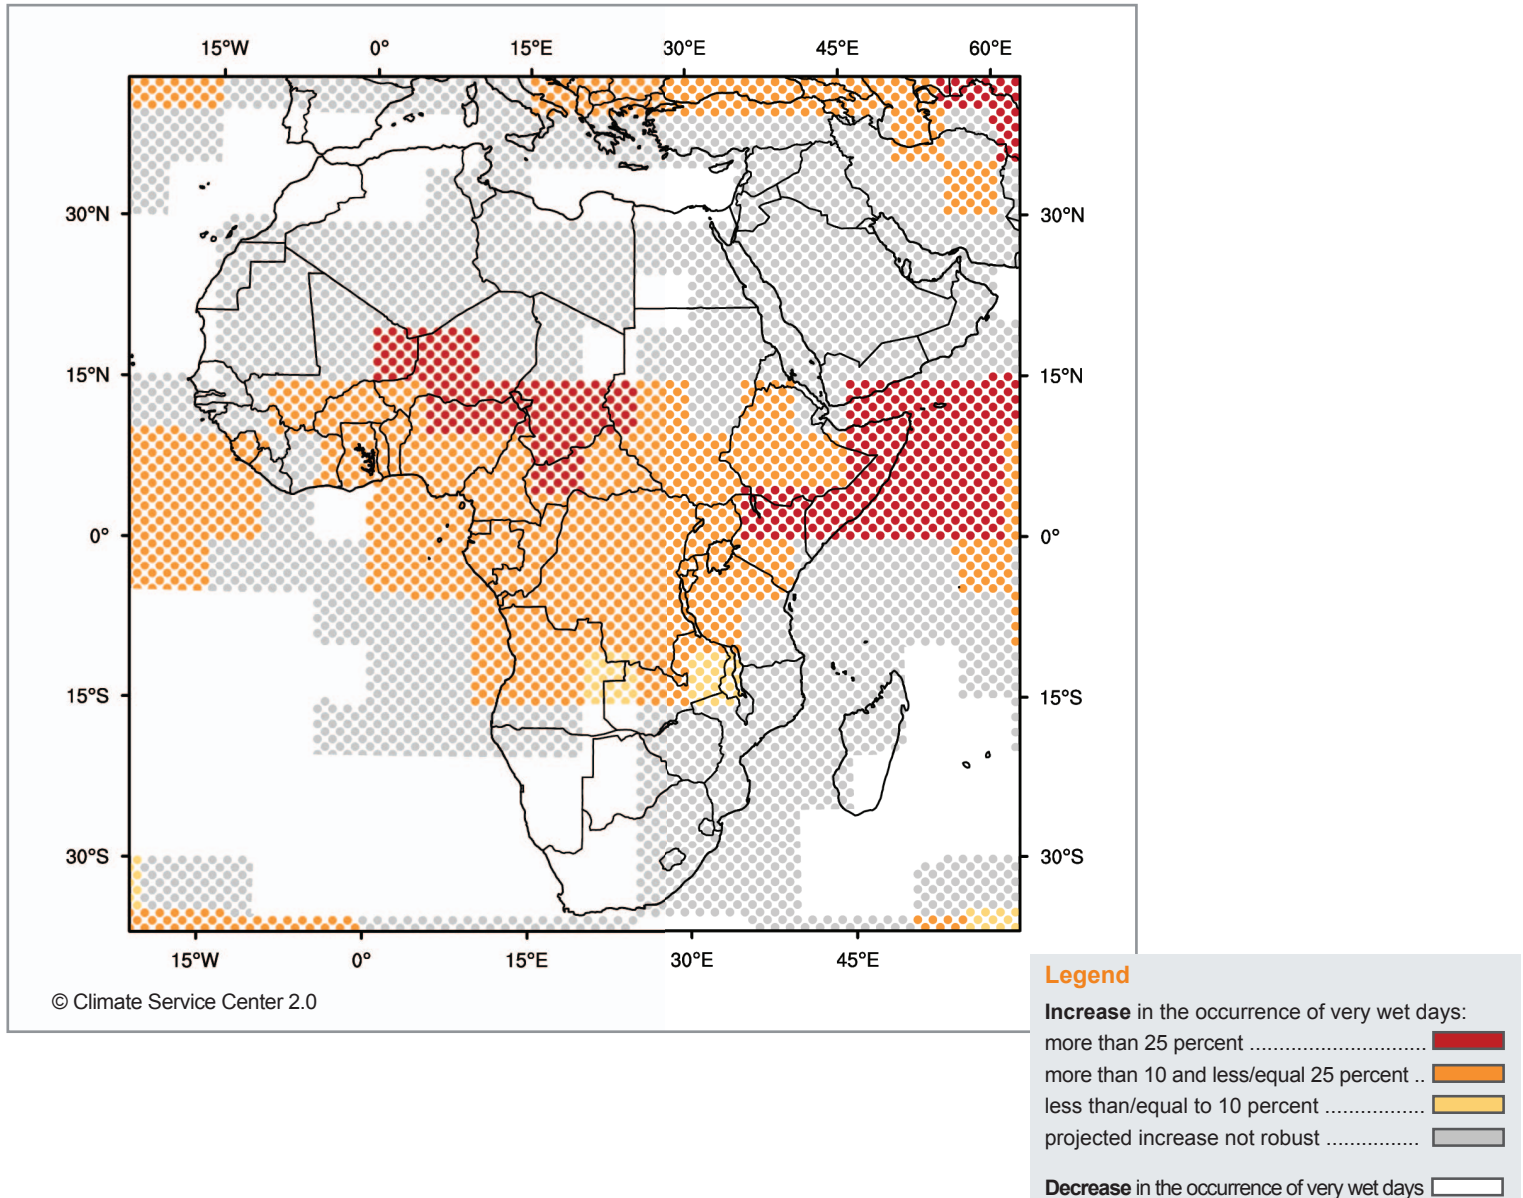 15°W 0° 15°E 30°E 45°E 60°E
30°N 30°N
15°N 15°N
0° 0°
15°S 15°S
30°S 30°S
15°W 0° 15°E 30°E 45°E
© Climate Service Center 2.0
Legend
Increase in the occurrence of very wet days:
more than 25 percent ..............................
more than 10 and less/equal 25 percent ..
less than/equal to 10 percent .................
projected increase not robust ................
Decrease in the occurrence of very wet days